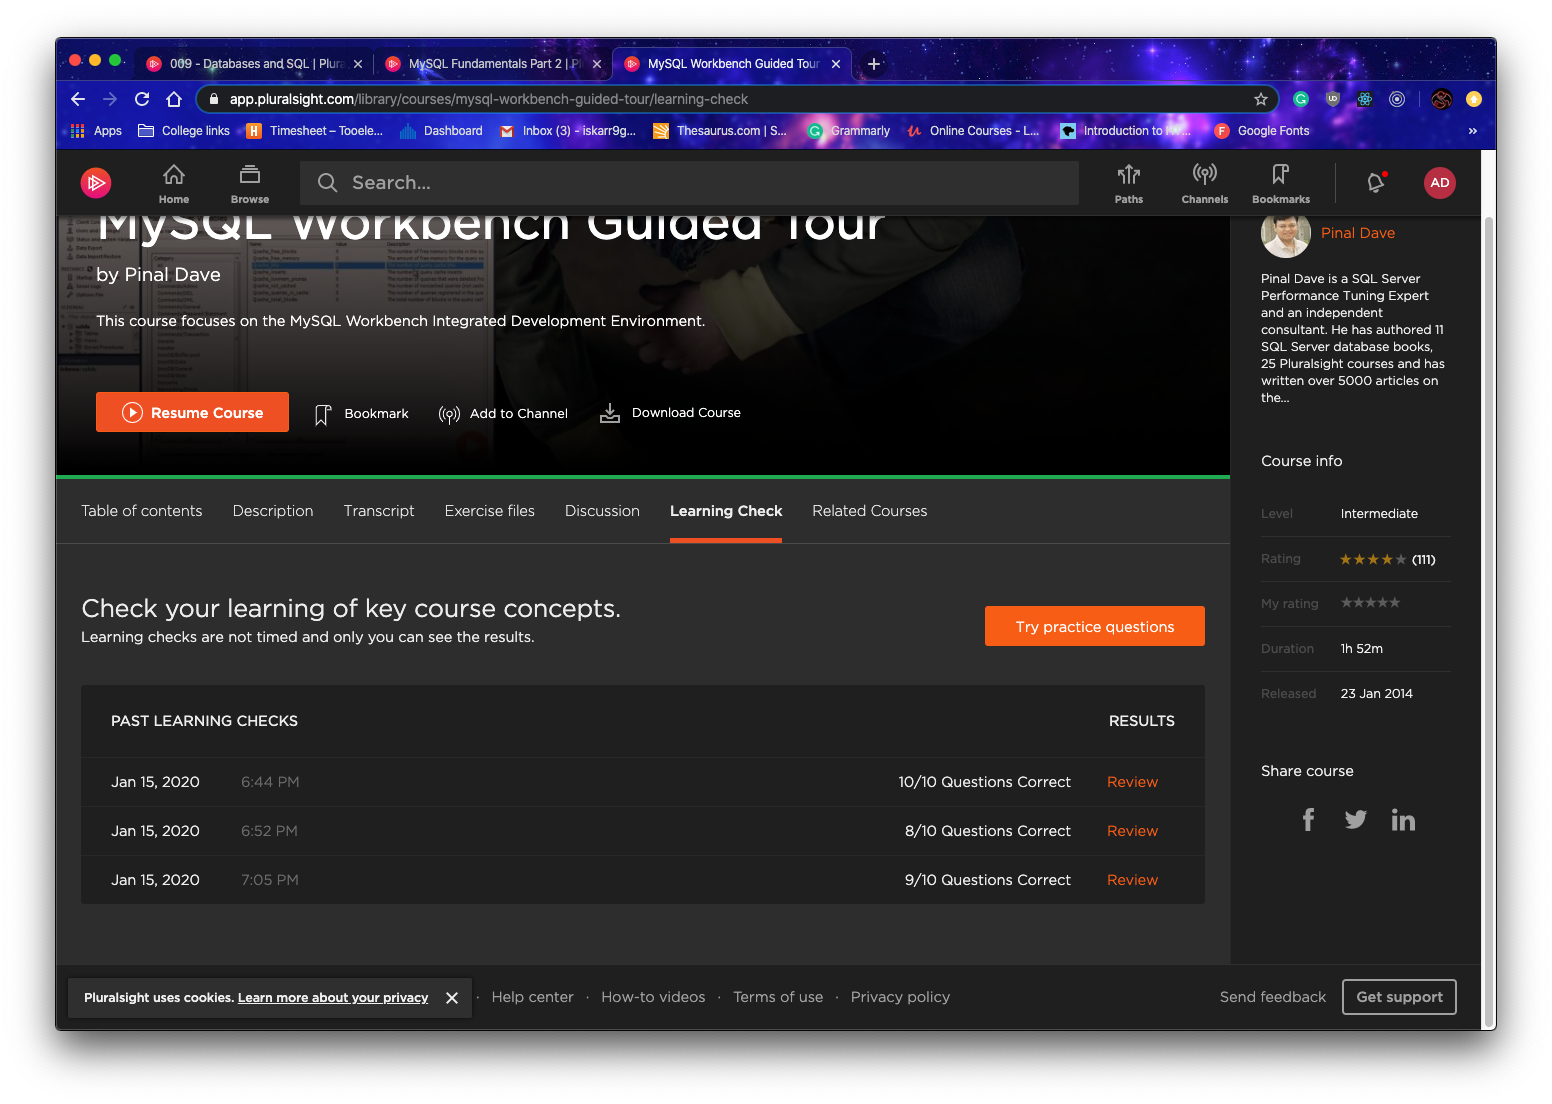 009 - Databases and SQL | Plura
MySQL Fundamentals Part 2 | Pl
MySQL Workbench Guided Tour
app.pluralsight.com/library/courses/mysql-workbench-guided-tour/learning-check
Apps
College links
Timesheet – Tooele...
Dashboard
Inbox (3) - iskarr9g...
Thesaurus.com | S...
Grammarly
Online Courses - L...
Introduction to
Google Fonts
»
Home
Browse
Search...
Paths
Channels
Bookmarks
AD
MySQL Workbench Guided Tour
by Pinal Dave
This course focuses on the MySQL Workbench Integrated Development Environment.
Resume Course
Bookmark
Add to Channel
Download Course
Pinal Dave
Pinal Dave is a SQL Server
Performance Tuning Expert
and an independent
consultant. He has authored 11
SQL Server database books,
25 Pluralsight courses and has
written over 5000 articles on
the...
Table of contents
Description
Transcript
Exercise files
Discussion
Learning Check
Related Courses
Check your learning of key course concepts.
Learning checks are not timed and only you can see the results.
Try practice questions
PAST LEARNING CHECKS RESULTS
Jan 15, 2020 6:44 PM 10/10 Questions Correct Review
Jan 15, 2020 6:52 PM 8/10 Questions Correct Review
Jan 15, 2020 7:05 PM 9/10 Questions Correct Review
Course info
Level Intermediate
Rating ★★★★★ (111)
My rating ★★★★★
Duration 1h 52m
Released 23 Jan 2014
Share course
Pluralsight uses cookies. Learn more about your privacy
· Help center · How-to videos · Terms of use · Privacy policy
Send feedback
Get support